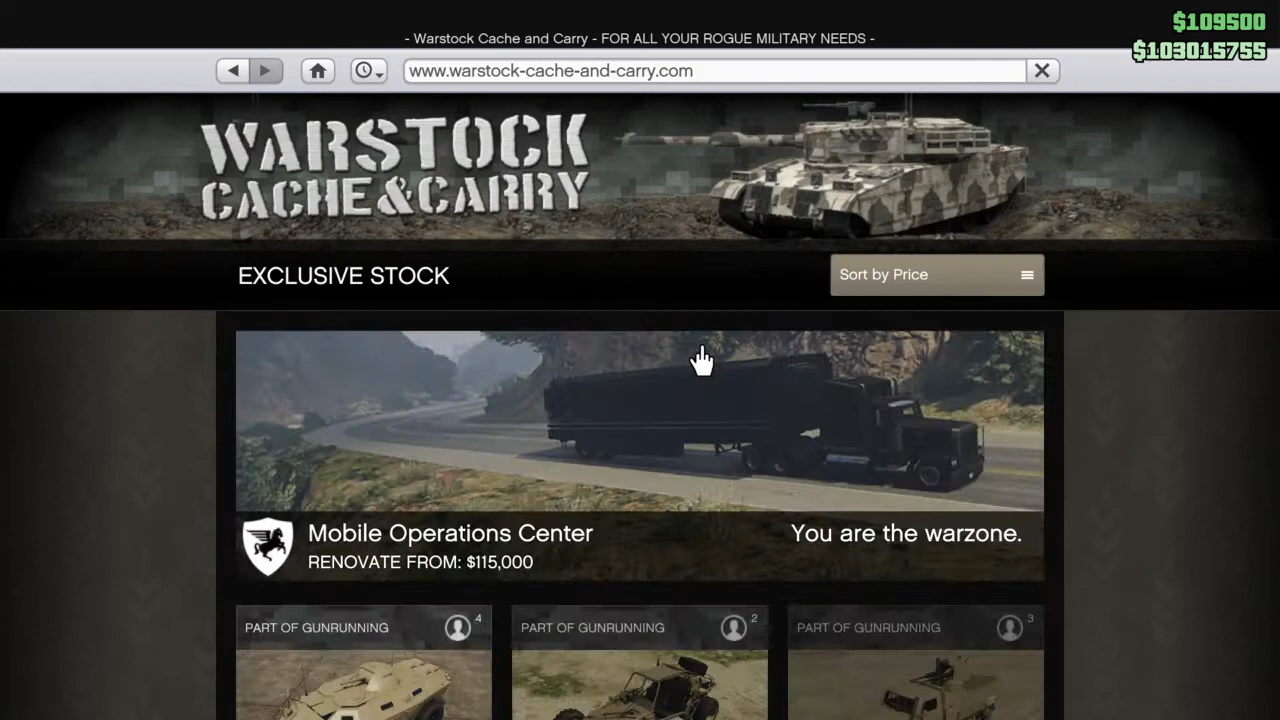 $109500
- Warstock Cache and Carry - FOR ALL YOUR ROGUE MILITARY NEEDS -
$103015755
www.warstock-cache-and-carry.com
WARSTOCK
CACHE&CARRY
EXCLUSIVE STOCK
Sort by Price
Mobile Operations Center
You are the warzone.
RENOVATE FROM: $115,000
PART OF GUNRUNNING 4
PART OF GUNRUNNING 2
PART OF GUNRUNNING 3